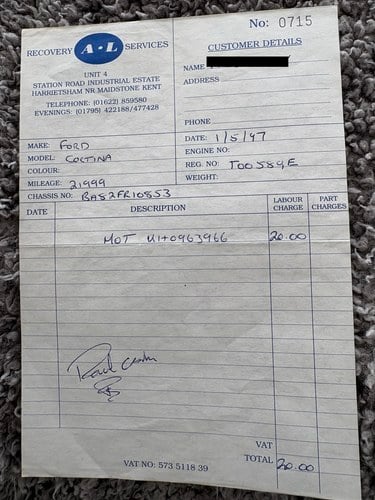 No: 0715
RECOVERY A·L SERVICES
UNIT 4
STATION ROAD INDUSTRIAL ESTATE
HARRIETSHAM NR MAIDSTONE KENT
TELEPHONE: (01622) 859580
EVENINGS: (01795) 422188/477428
CUSTOMER DETAILS
NAME
ADDRESS
PHONE
MAKE: FORD
MODEL: CORTINA
COLOUR:
MILEAGE: 21999
CHASSIS NO: BA52FR10553
DATE: 1/5/97
ENGINE NO:
REG. NO: TOO589E
WEIGHT:
DATE DESCRIPTION LABOUR CHARGE PART CHARGES
MOT U1+0963966 20.00
VAT
TOTAL 20.00
VAT NO: 573 5118 39